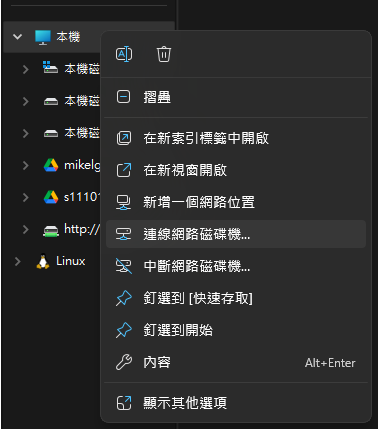 本機
本機磁
本機磁
本機磁
mikelg
s11101
http://
Linux
摺疊
在新索引標籤中開啟
在新視窗開啟
新增一個網路位置
連線網路磁碟機...
中斷網路磁碟機...
釘選到 [快速存取]
釘選到開始
內容 Alt+Enter
顯示其他選項